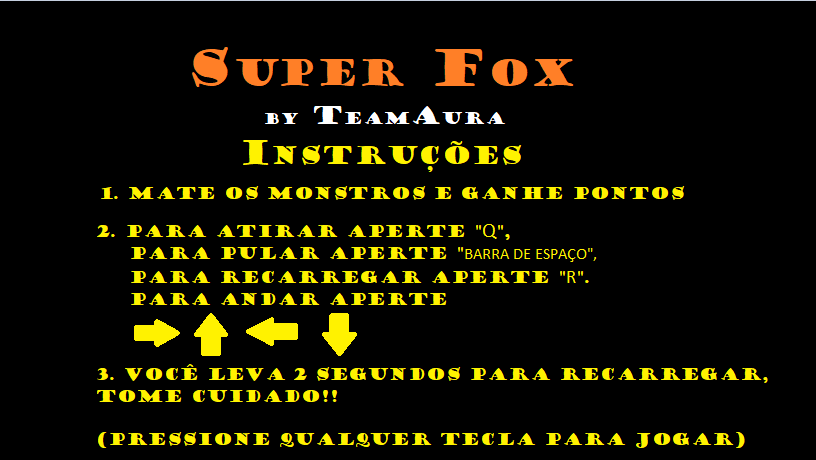 Super Fox
by TeamAura
Instruções
1. Mate os monstros e ganhe pontos
2. Para atirar aperte "Q",
Para pular aperte "BARRA DE ESPAÇO",
Para recarregar aperte "R".
Para andar aperte
3. Você leva 2 segundos para recarregar,
tome cuidado!!
(Pressione qualquer tecla para jogar)